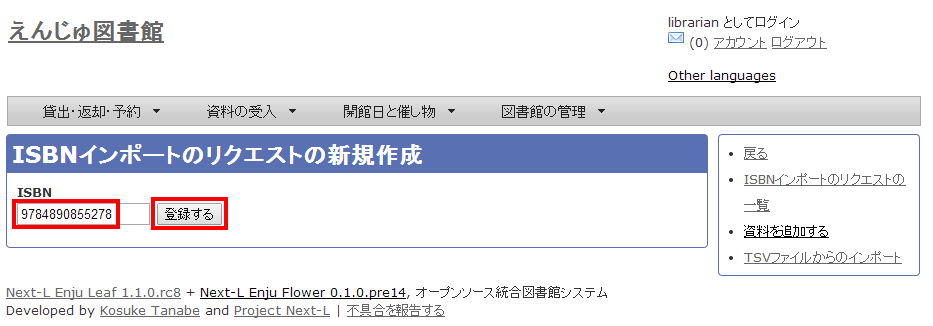 えんじゅ図書館
librarian としてログイン
(0) アカウント ログアウト
Other languages
貸出・返却・予約 資料の受入 開館日と催し物 図書館の管理
ISBNインポートのリクエストの新規作成
ISBN
9784890855278 登録する
戻る
ISBNインポートのリクエストの
一覧
資料を追加する
TSVファイルからのインポート
Next-L Enju Leaf 1.1.0.rc8 + Next-L Enju Flower 0.1.0.pre14, オープンソース統合図書館システム
Developed by Kosuke Tanabe and Project Next-L | 不具合を報告する